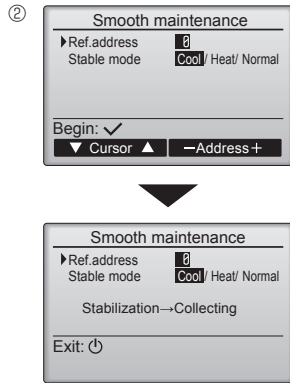 ②
Smooth maintenance
Ref.address 0
Stable mode Cool / Heat/ Normal
Begin: ✓
▼ Cursor ▲ −Address+
Smooth maintenance
Ref.address 0
Stable mode Cool / Heat/ Normal
Stabilization→Collecting
Exit: ⏻